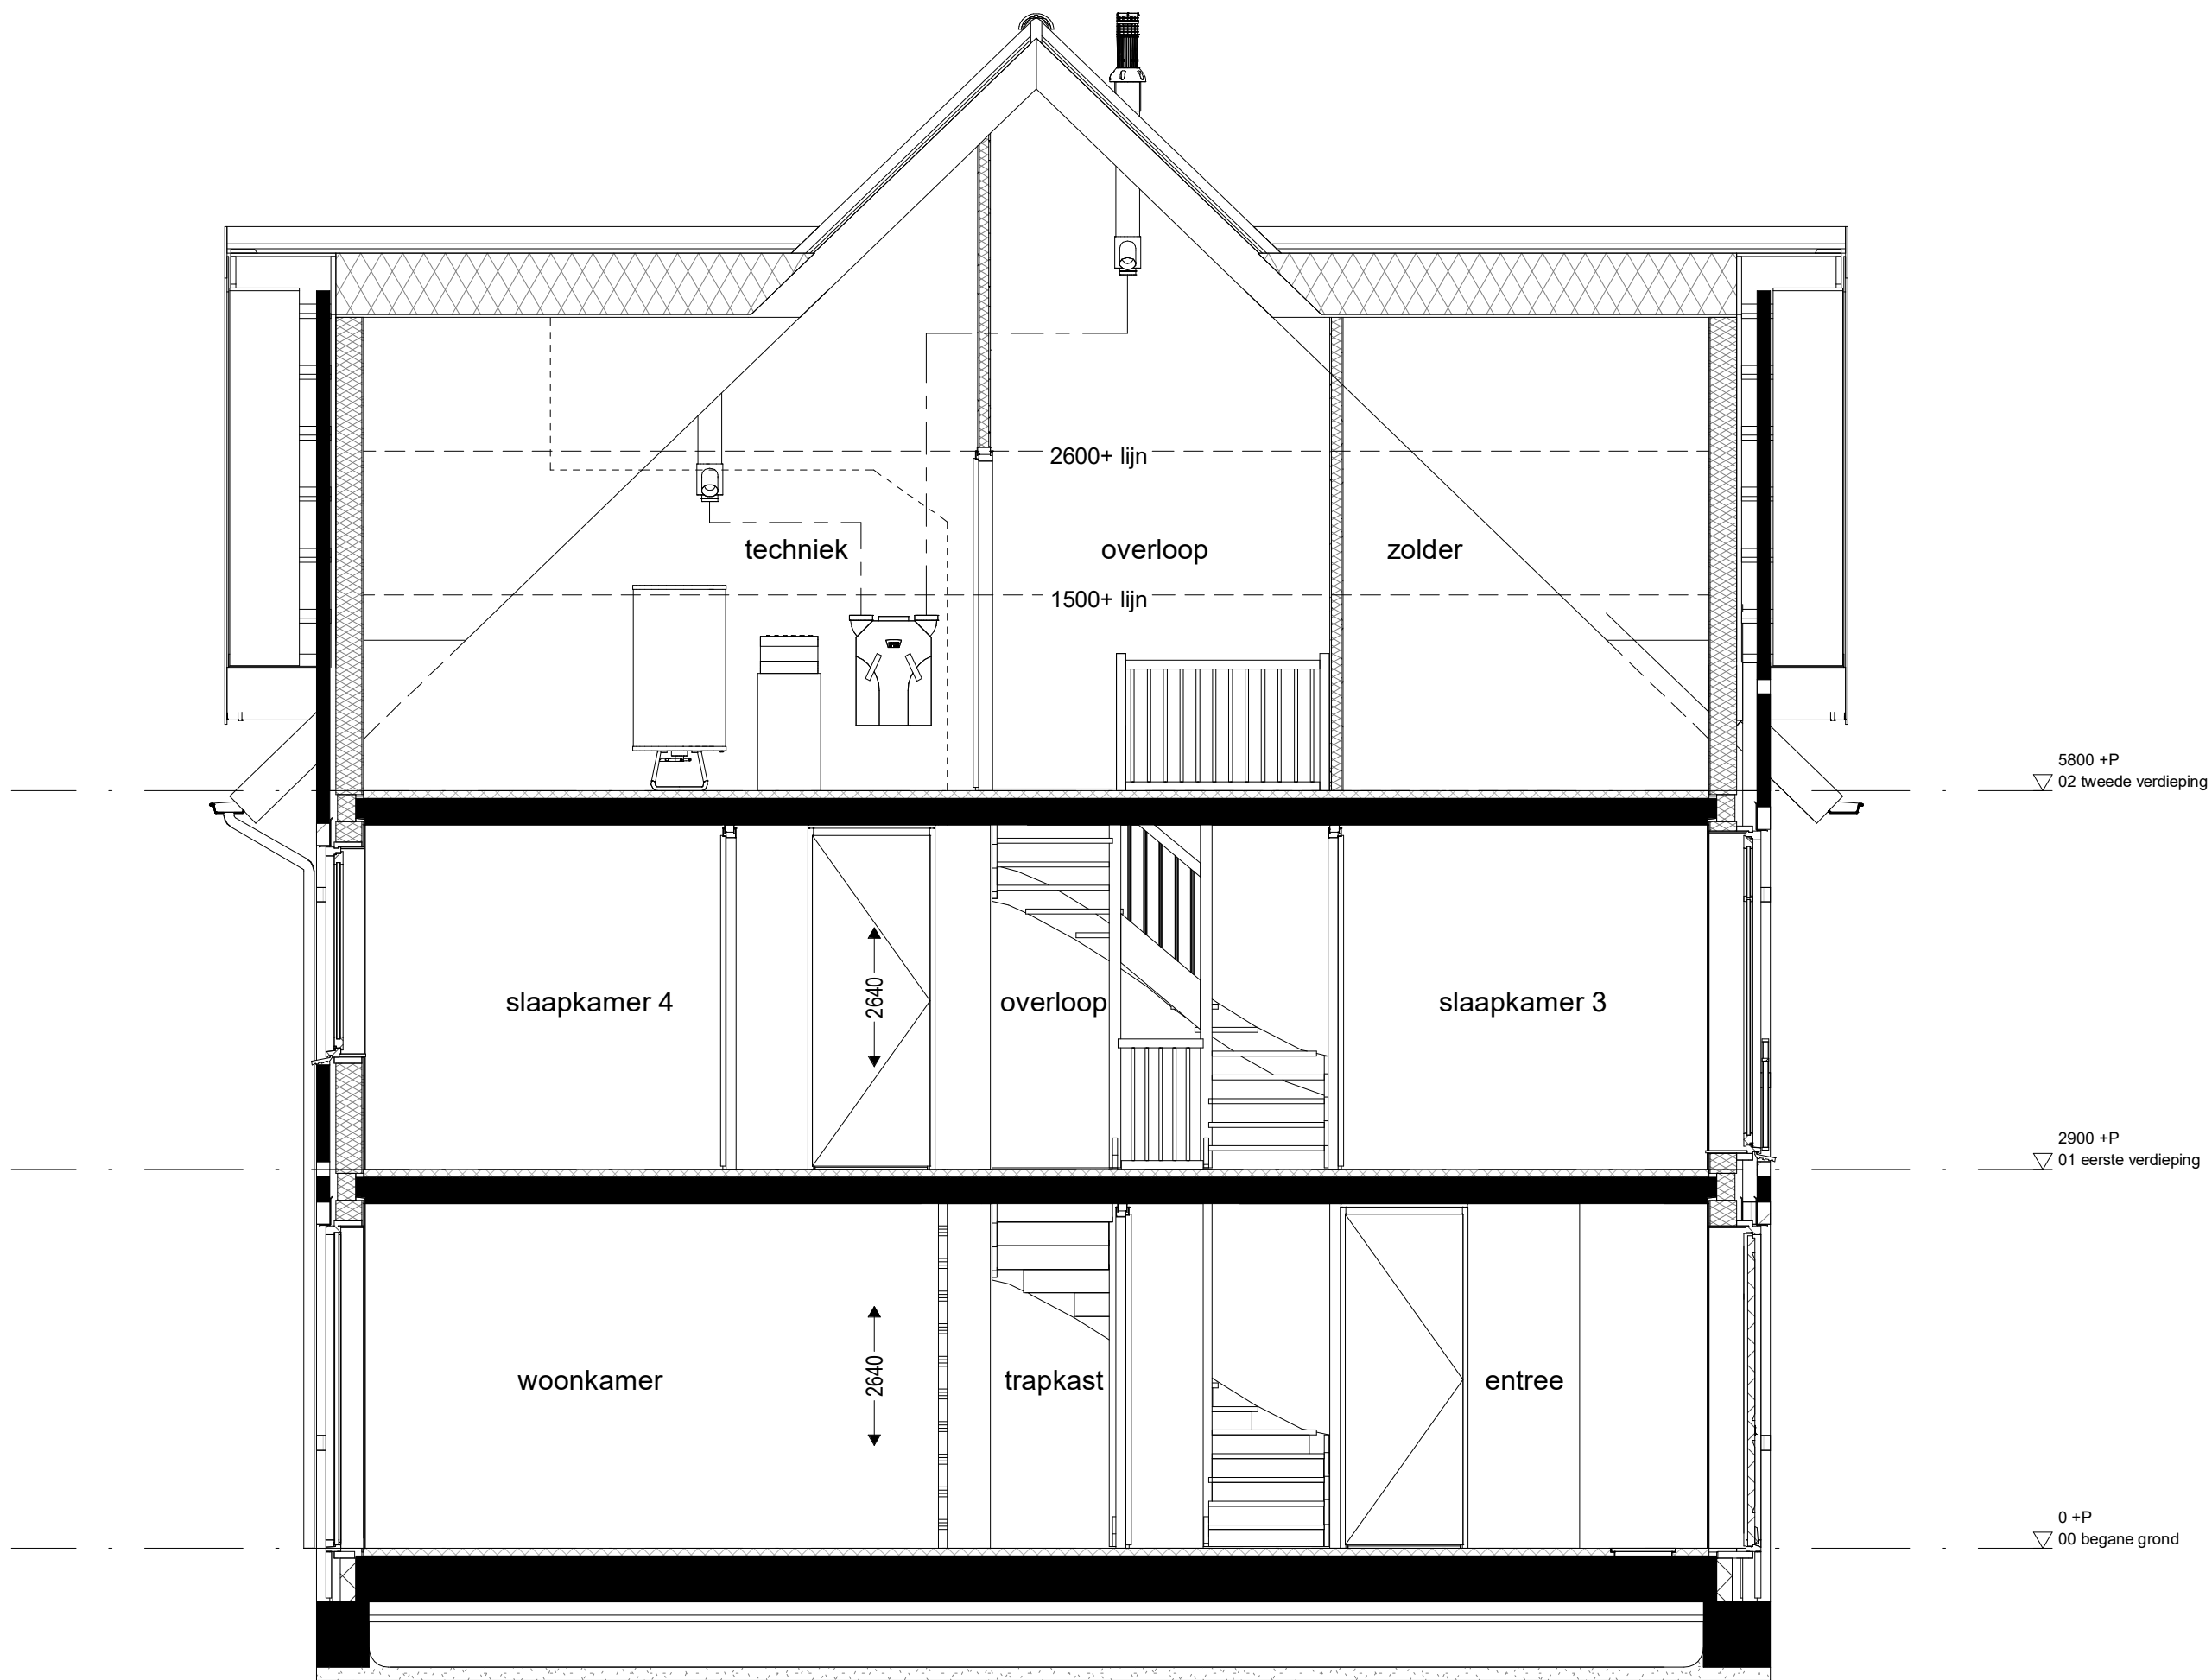 2600+ lijn
techniek
overloop
zolder
1500+ lijn
5800 +P
02 tweede verdieping
slaapkamer 4
2640
overloop
slaapkamer 3
2900 +P
01 eerste verdieping
woonkamer
2640
trapkast
entree
0 +P
00 begane grond